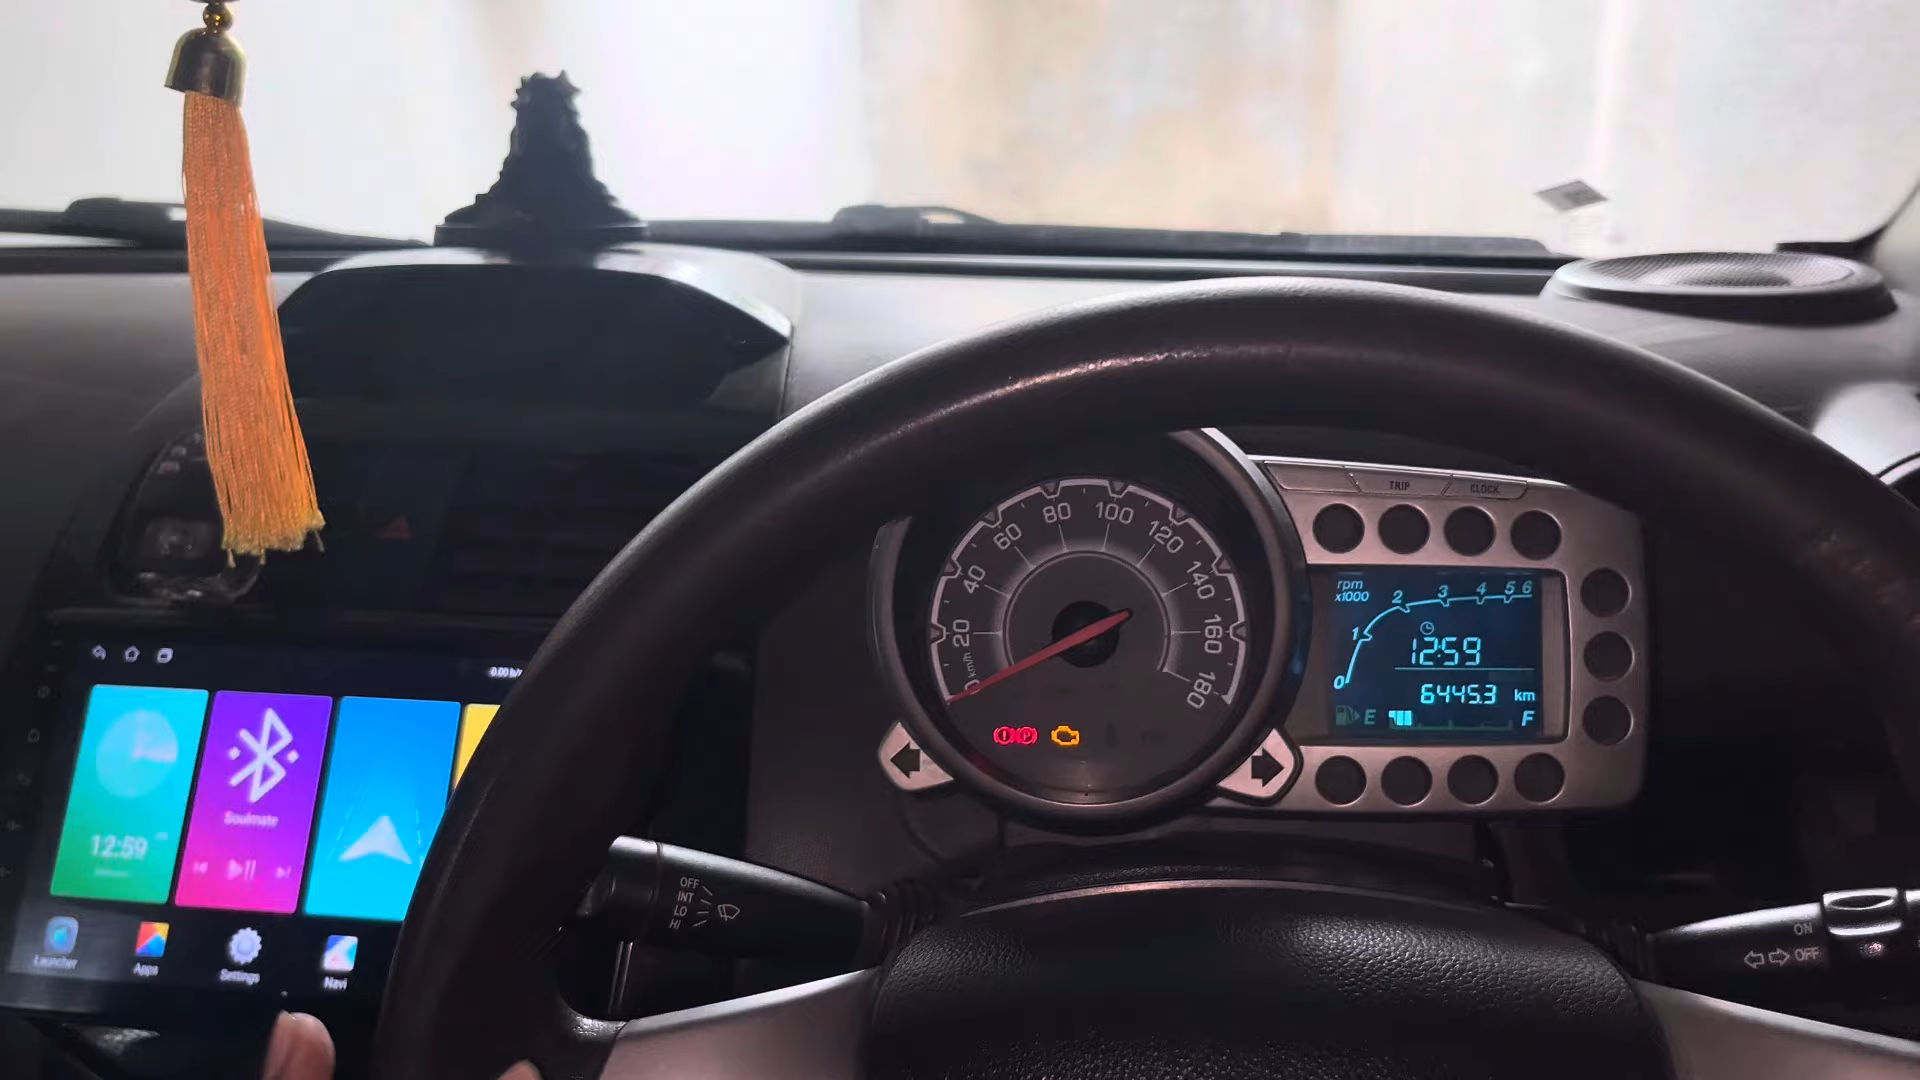 TRIP
CLOCK
0
20
40
60
80
100
120
140
160
180
km/h
rpm
x1000
0
1
2
3
4
5
6
12:59
6445.3 km
E
F
P
Soulmate
12:59
Launcher
Apps
Settings
Navi
OFF
INT
LO
HI
ON
OFF